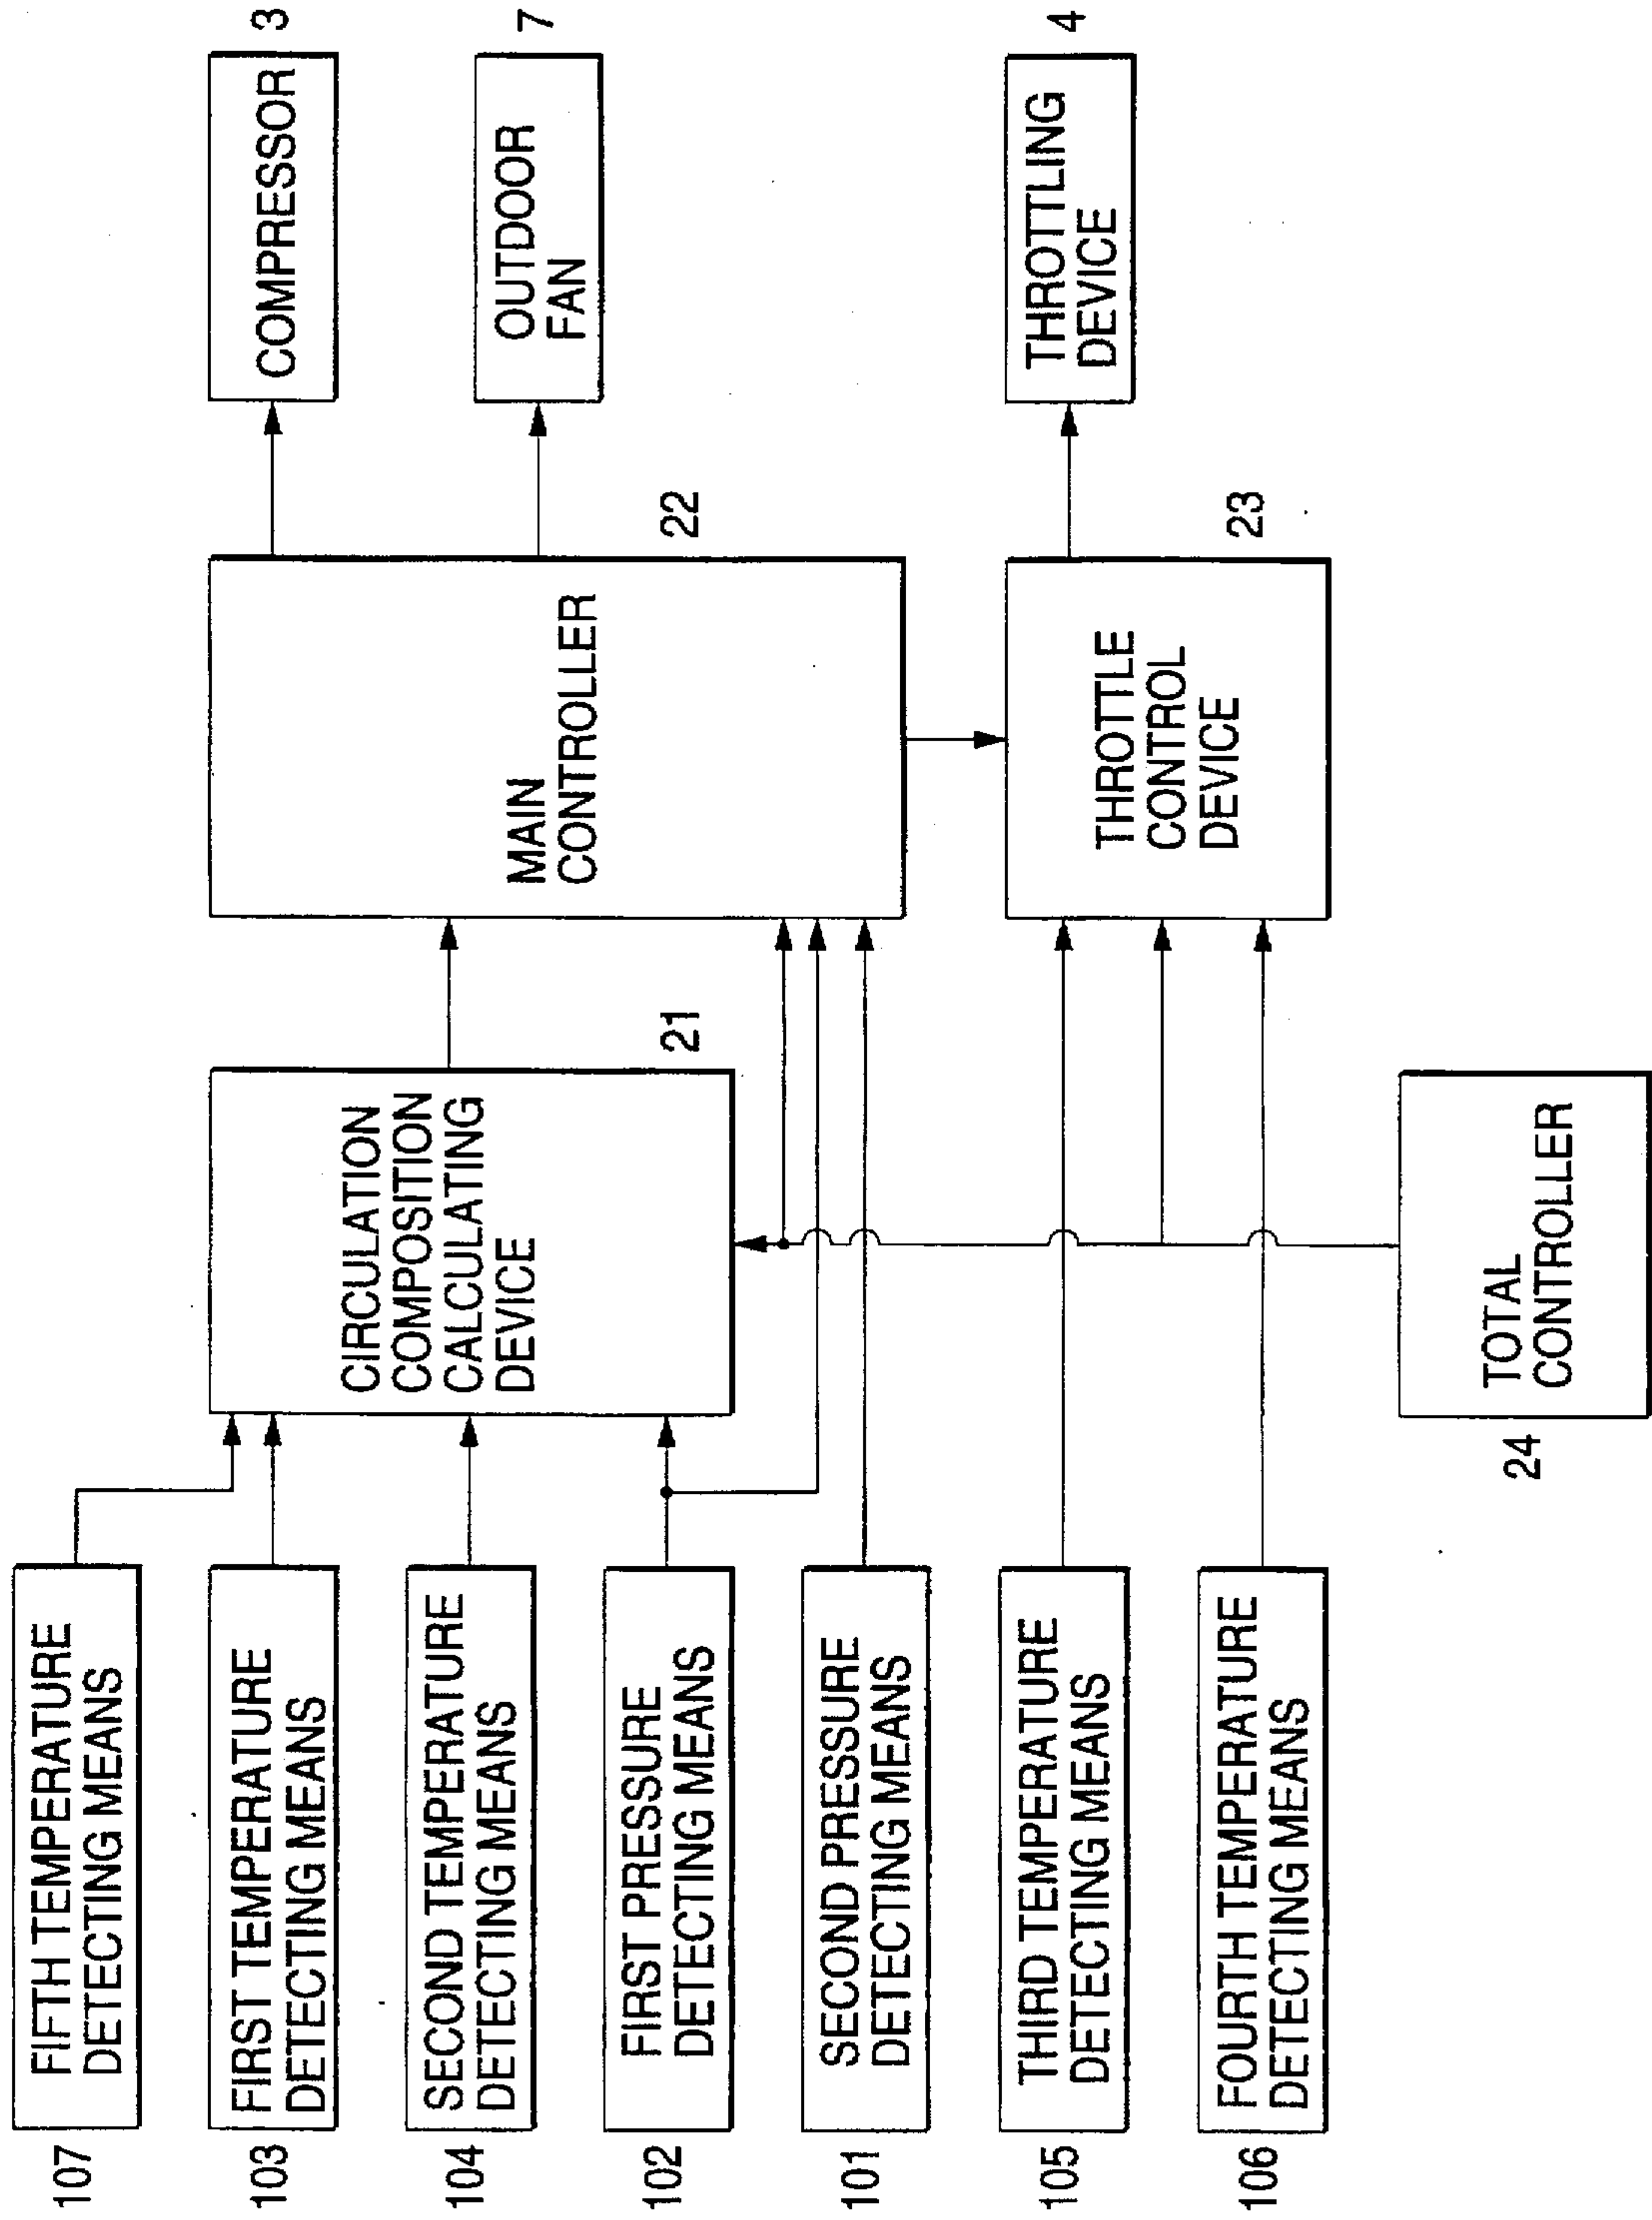 107
FIFTH TEMPERATURE
DETECTING MEANS
103
FIRST TEMPERATURE
DETECTING MEANS
104
SECOND TEMPERATURE
DETECTING MEANS
102
FIRST PRESSURE
DETECTING MEANS
101
SECOND PRESSURE
DETECTING MEANS
105
THIRD TEMPERATURE
DETECTING MEANS
106
FOURTH TEMPERATURE
DETECTING MEANS
CIRCULATION
COMPOSITION
CALCULATING
DEVICE
21
24
TOTAL
CONTROLLER
MAIN
CONTROLLER
22
THROTTLE
CONTROL
DEVICE
23
COMPRESSOR
3
OUTDOOR
FAN
7
THROTTLING
DEVICE
4